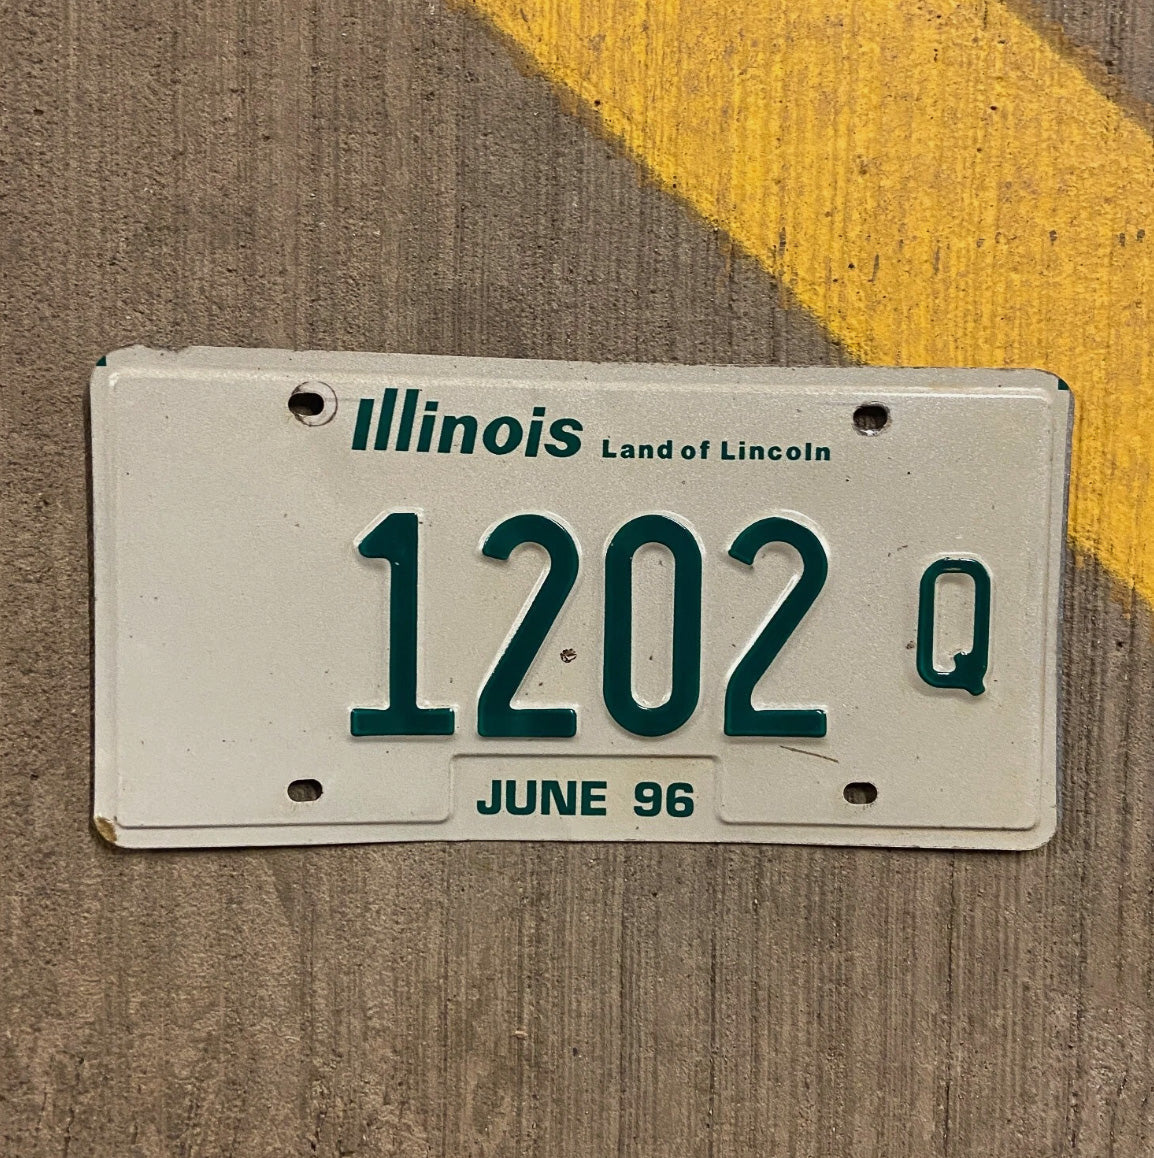 Illinois Land of Lincoln
1202 Q
JUNE 96